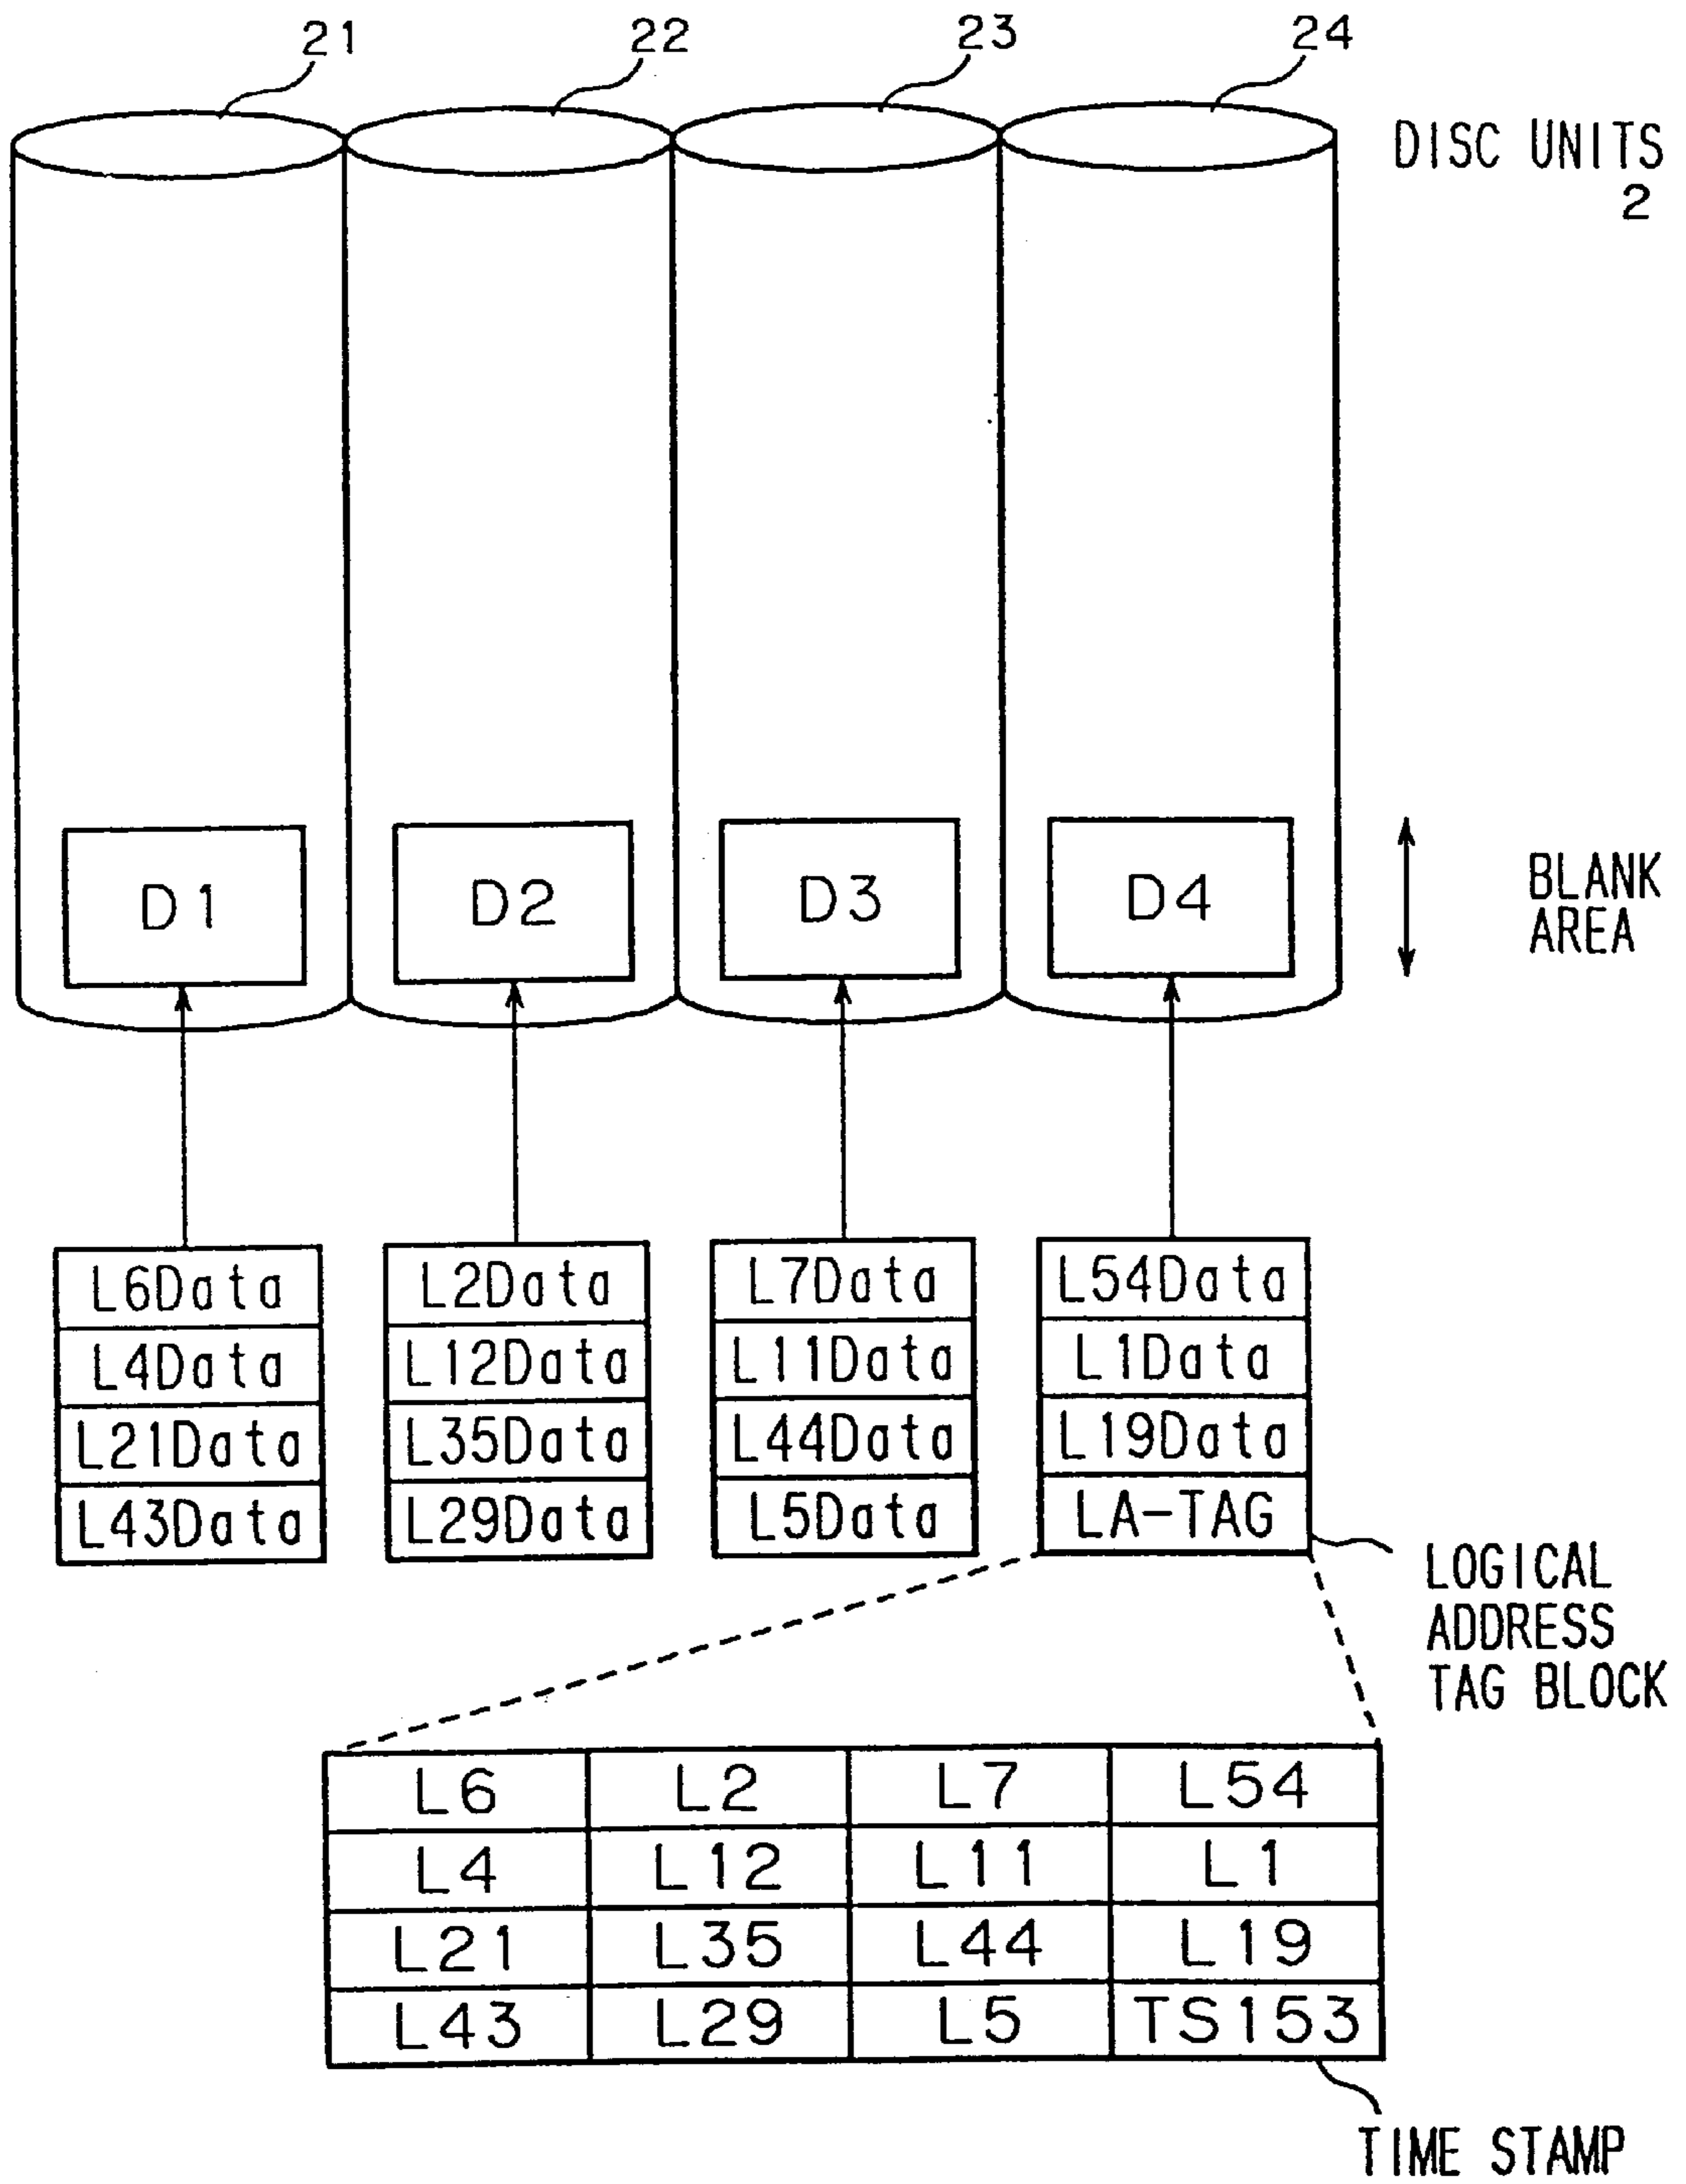 21 22 23 24
DISC UNITS
2
D1 D2 D3 D4
BLANK
AREA
L6Data L2Data L7Data L54Data
L4Data L12Data L11Data L1Data
L21Data L35Data L44Data L19Data
L43Data L29Data L5Data LA-TAG
LOGICAL
ADDRESS
TAG BLOCK
L6 L2 L7 L54
L4 L12 L11 L1
L21 L35 L44 L19
L43 L29 L5 TS153
TIME STAMP